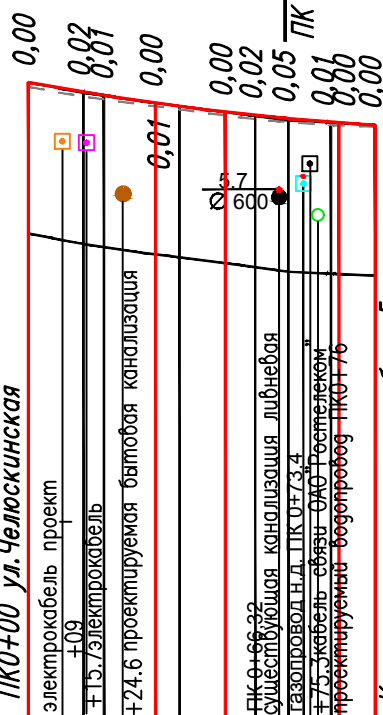 0,00
0,02
0,01
0,00
0,01
0,00
0,02
0,05
ПК
0,01
0,00
0,00
5.7
Ø 600
ПК0+00 ул.Челюскинская
электрокабель проект
+09
+15.7электрокабель
+24.6 проектируемая бытовая канализация
ПК 0+66.32
существующая канализация ливневая
Газопровод н.д. ПК 0+73.4
+75.3кабель связи ОАО"Ростелеком"
проектируемый водопровод ПК0+76